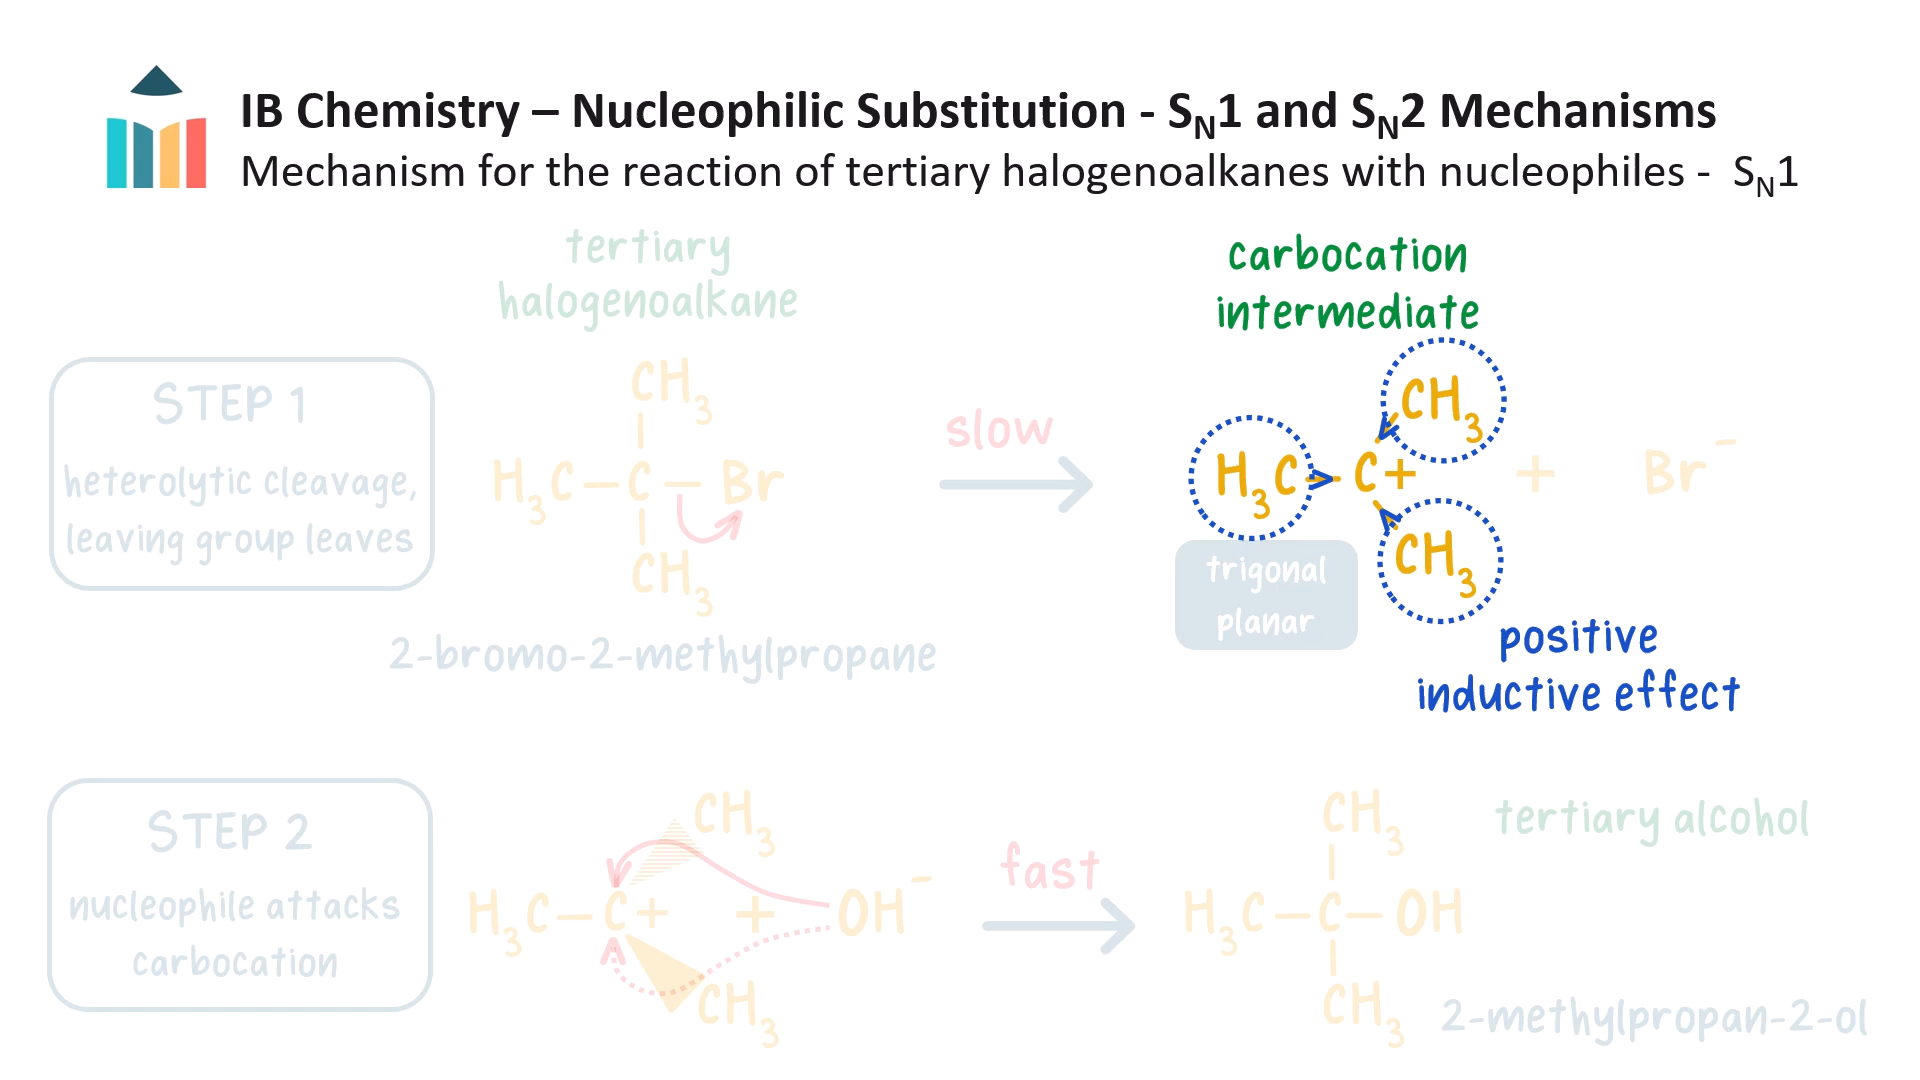 IB Chemistry – Nucleophilic Substitution - SN1 and SN2 Mechanisms
Mechanism for the reaction of tertiary halogenoalkanes with nucleophiles - SN1
tertiary
halogenoalkane
carbocation
intermediate
STEP 1
heterolytic cleavage,
leaving group leaves
CH3
H3C – C – Br
CH3
2-bromo-2-methylpropane
slow
CH3
H3C – C+
CH3
+ Br⁻
trigonal
planar
positive
inductive effect
STEP 2
nucleophile attacks
carbocation
CH3
H3C – C+ + OH⁻
CH3
fast
CH3
H3C – C – OH
CH3
tertiary alcohol
2-methylpropan-2-ol